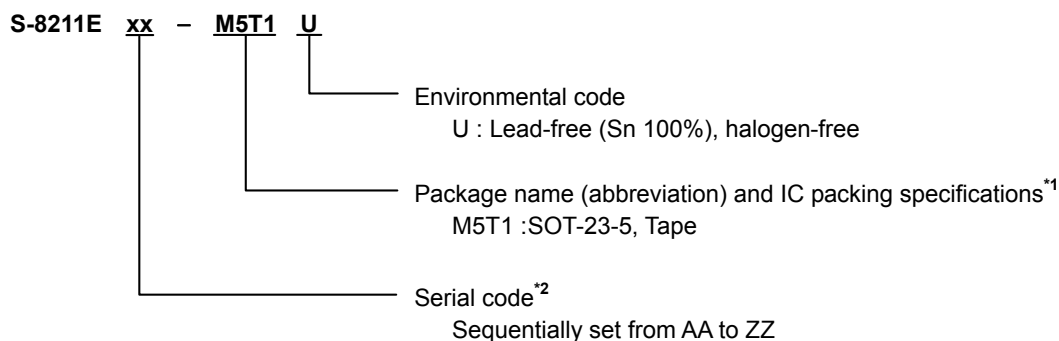 S-8211E xx – M5T1 U
Environmental code
U : Lead-free (Sn 100%), halogen-free
Package name (abbreviation) and IC packing specifications*1
M5T1 :SOT-23-5, Tape
Serial code*2
Sequentially set from AA to ZZ